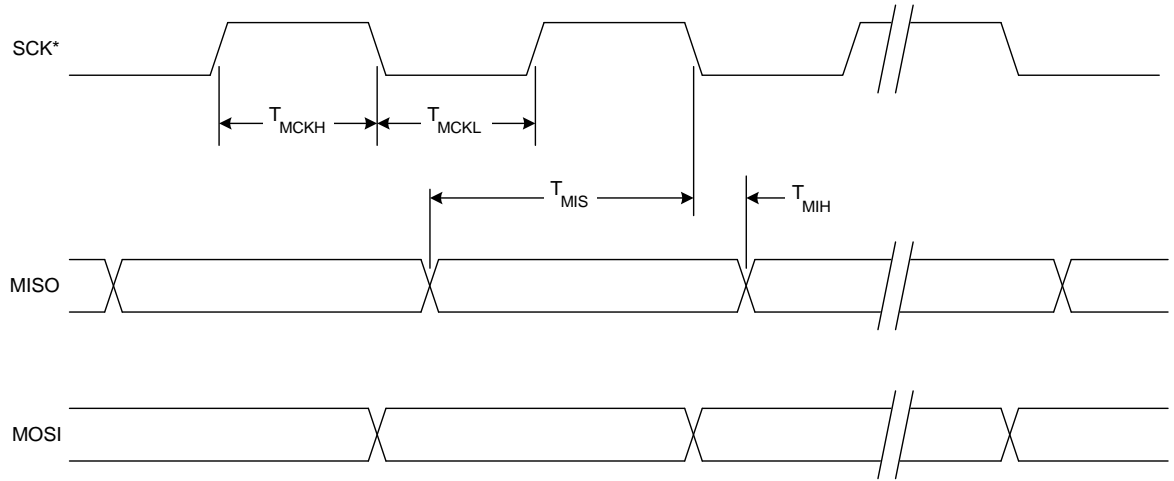 SCK*
T_MCKH
T_MCKL
T_MIS
T_MIH
MISO
MOSI